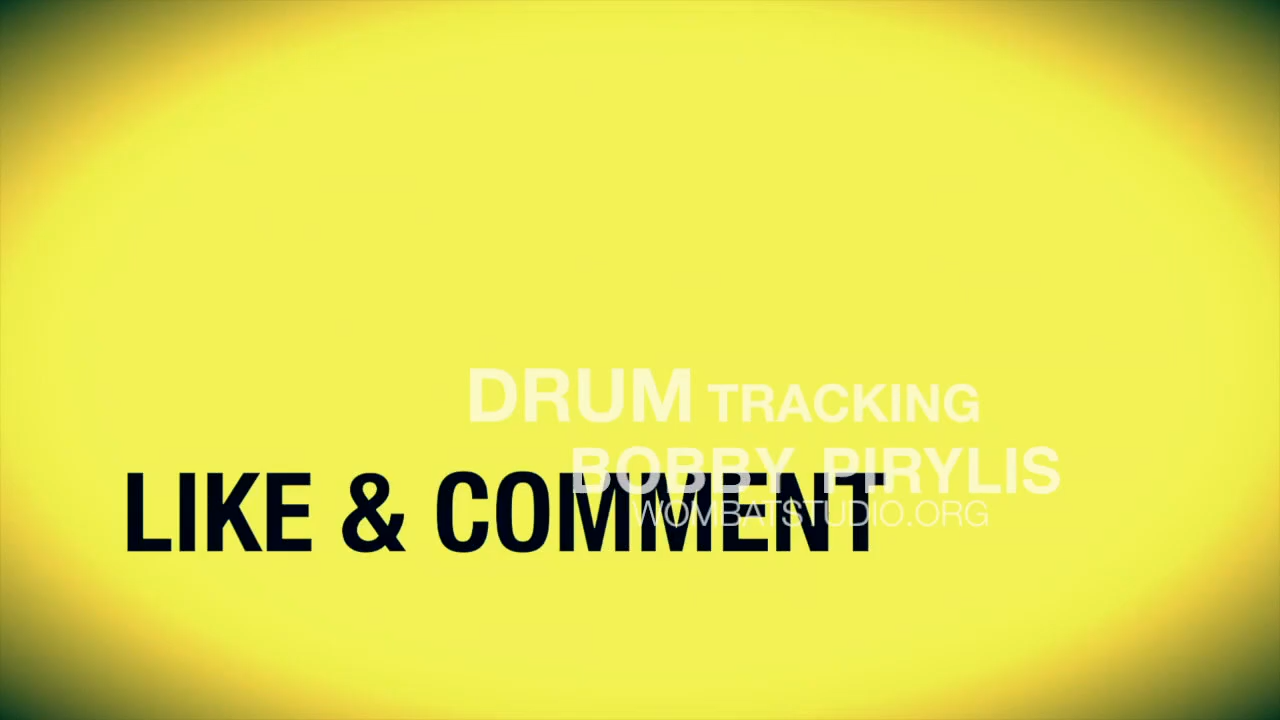 DRUM TRACKING
BOBBY PIRYLIS
LIKE & COMMENT
WOMBATSTUDIO.ORG